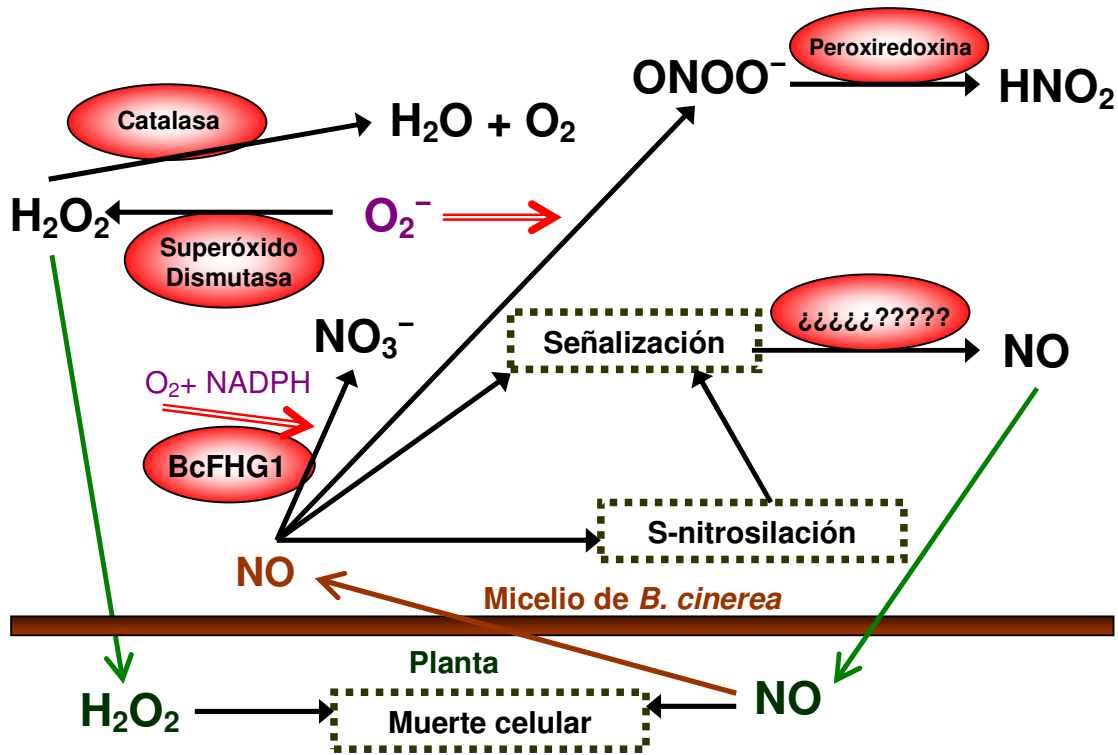 Peroxiredoxina
ONOO⁻
HNO₂
Catalasa
H₂O + O₂
H₂O₂
O₂⁻
Superóxido
Dismutasa
¿¿¿¿¿?????
NO₃⁻
Señalización
NO
O₂+ NADPH
BcFHG1
S-nitrosilación
NO
Micelio de B. cinerea
Planta
H₂O₂
NO
Muerte celular